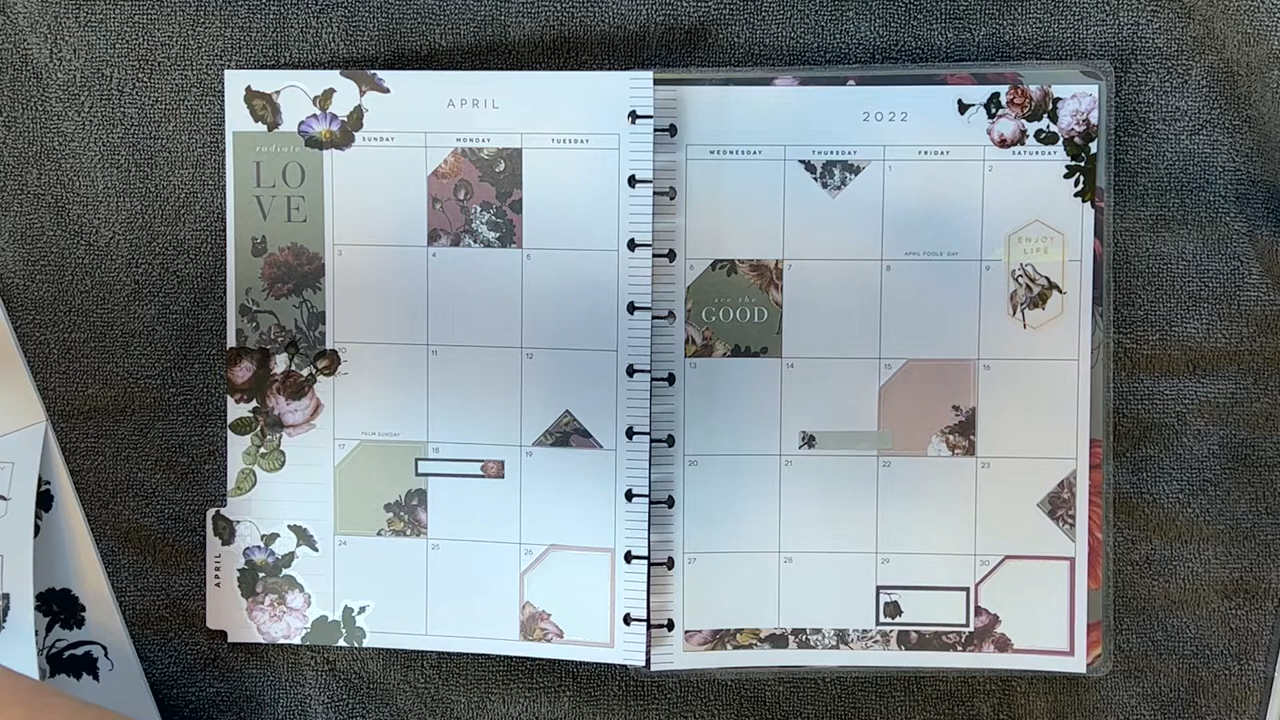 APRIL
2022
SUNDAY MONDAY TUESDAY
WEDNESDAY THURSDAY FRIDAY SATURDAY
radiate
LO
VE
1 2
ENJOY
LIFE
APRIL FOOLS' DAY
3 4 5
6 7 8 9
see the
GOOD
10 11 12
13 14 15 16
PALM SUNDAY
17 18 19
20 21 22 23
24 25 26
27 28 29 30
APRIL